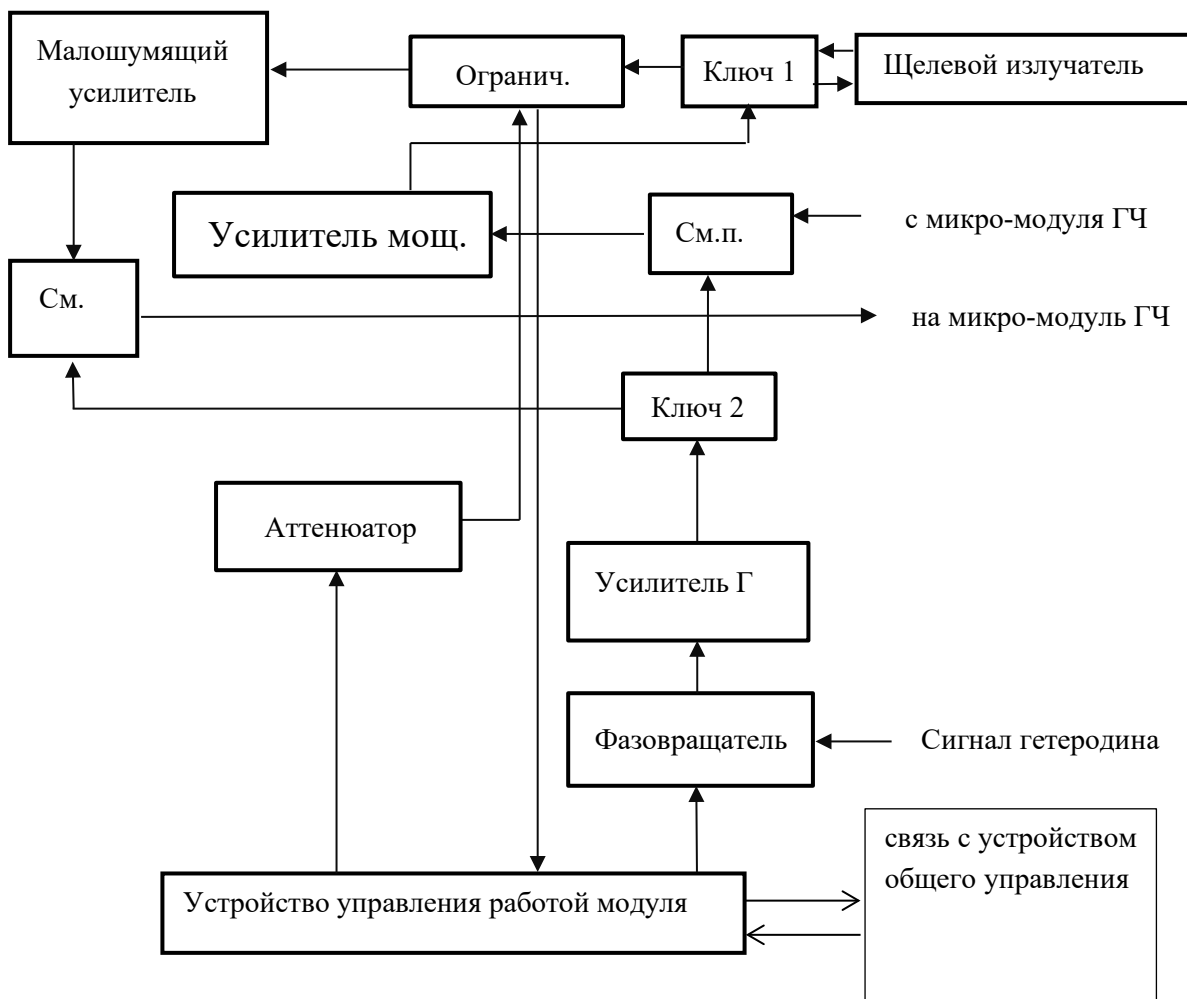 Малошумящий
усилитель
Огранич.
Ключ 1
Щелевой излучатель
Усилитель мощ.
См.п.
с микро-модуля ГЧ
См.
на микро-модуль ГЧ
Ключ 2
Аттенюатор
Усилитель Г
Фазовращатель
Сигнал гетеродина
связь с устройством
общего управления
Устройство управления работой модуля